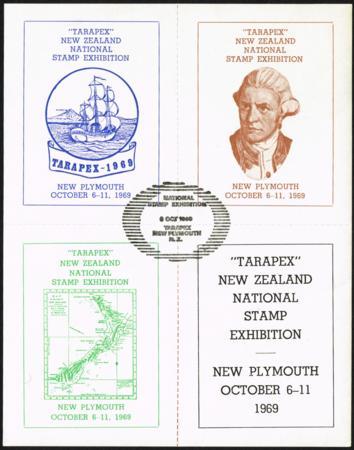 "TARAPEX"
NEW ZEALAND
NATIONAL
STAMP EXHIBITION
TARAPEX-1969
NEW PLYMOUTH
OCTOBER 6-11, 1969
"TARAPEX"
NEW ZEALAND
NATIONAL
STAMP EXHIBITION
NEW PLYMOUTH
OCTOBER 6-11, 1969
NATIONAL
STAMP EXHIBITION
OCT 1969
TARAPEX
NEW PLYMOUTH
N.Z.
"TARAPEX"
NEW ZEALAND
NATIONAL
STAMP EXHIBITION
NEW PLYMOUTH
OCTOBER 6-11, 1969
"TARAPEX"
NEW ZEALAND
NATIONAL
STAMP
EXHIBITION
NEW PLYMOUTH
OCTOBER 6-11
1969